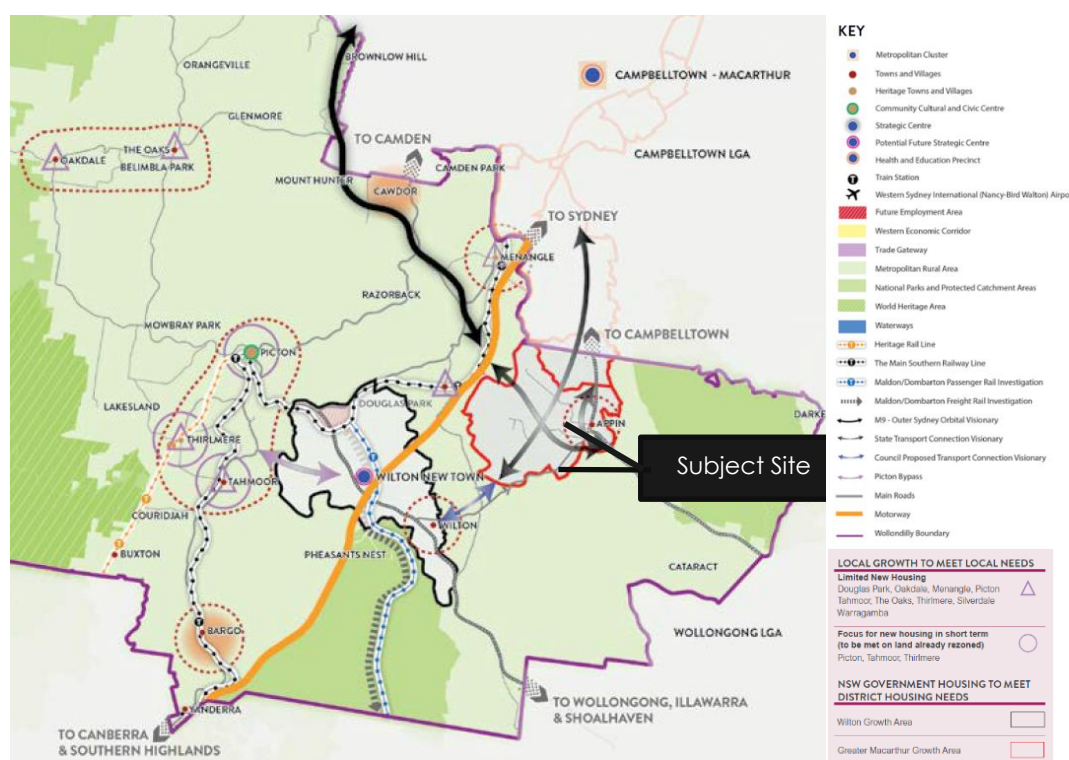 BROWNLOW HILL
ORANGEVILLE
CAMPBELLTOWN - MACARTHUR
GLENMORE
TO CAMDEN
THE OAKS
OAKDALE
BELIMBLA PARK
CAMPBELLTOWN LGA
CAMDEN PARK
MOUNT HUNTER
CAWDOR
TO SYDNEY
MENANGLE
RAZORBACK
MOWBRAY PARK
TO CAMPBELLTOWN
PICTON
LAKESLAND
DOUGLAS PARK
DARKE
APPIN
THIRLMERE
Subject Site
TAHMOOR
WILTON NEW TOWN
COURIDJAH
WILTON
BUXTON
PHEASANTS NEST
CATARACT
BARGO
WOLLONGONG LGA
YANDERRA
TO WOLLONGONG, ILLAWARRA
& SHOALHAVEN
TO CANBERRA
& SOUTHERN HIGHLANDS
KEY
Metropolitan Cluster
Towns and Villages
Heritage Towns and Villages
Community Cultural and Civic Centre
Strategic Centre
Potential Future Strategic Centre
Health and Education Precinct
Train Station
Western Sydney International (Nancy-Bird Walton) Airpo
Future Employment Area
Western Economic Corridor
Trade Gateway
Metropolitan Rural Area
National Parks and Protected Catchment Areas
World Heritage Area
Waterways
Heritage Rail Line
The Main Southern Railway Line
Maldon/Dombarton Passenger Rail Investigation
Maldon/Dombarton Freight Rail Investigation
M9 - Outer Sydney Orbital Visionary
State Transport Connection Visionary
Council Proposed Transport Connection Visionary
Picton Bypass
Main Roads
Motorway
Wollondilly Boundary
LOCAL GROWTH TO MEET LOCAL NEEDS
Limited New Housing
Douglas Park, Oakdale, Menangle, Picton
Tahmoor, The Oaks, Thirlmere, Silverdale
Warragamba
Focus for new housing in short term
(to be met on land already rezoned)
Picton, Tahmoor, Thirlmere
NSW GOVERNMENT HOUSING TO MEET
DISTRICT HOUSING NEEDS
Wilton Growth Area
Greater Macarthur Growth Area